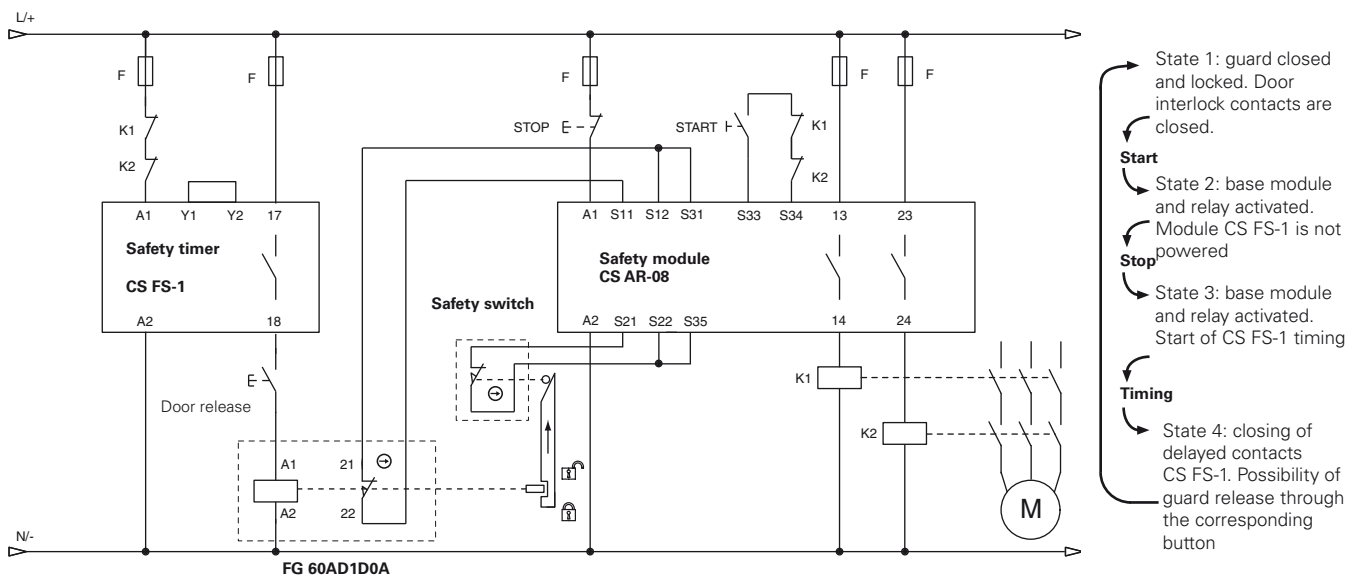 L/+
F
F
F
F
F
K1
K2
STOP
START
K1
K2
A1 Y1 Y2 17
Safety timer
CS FS-1
A2 18
A1 S11 S12 S31 S33 S34 13 23
Safety module
CS AR-08
A2 S21 S22 S35 14 24
Safety switch
Door release
A1 21
A2 22
K1
K2
M
N/-
FG 60AD1D0A
State 1: guard closed
and locked. Door
interlock contacts are
closed.
Start
State 2: base module
and relay activated.
Module CS FS-1 is not
powered
Stop
State 3: base module
and relay activated.
Start of CS FS-1 timing
Timing
State 4: closing of
delayed contacts
CS FS-1. Possibility of
guard release through
the corresponding
button